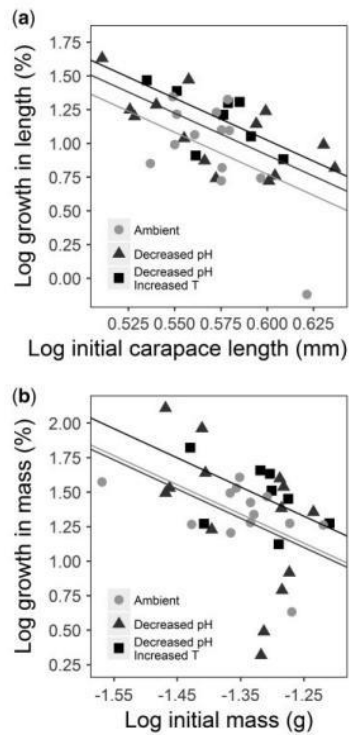 (a)
Log growth in length (%)
1.75
1.50
1.25
1.00
0.75
0.50
0.25
0.00
Ambient
Decreased pH
Decreased pH
Increased T
0.525 0.550 0.575 0.600 0.625
Log initial carapace length (mm)
(b)
Log growth in mass (%)
2.00
1.75
1.50
1.25
1.00
0.75
0.50
0.25
Ambient
Decreased pH
Decreased pH
Increased T
-1.55 -1.45 -1.35 -1.25
Log initial mass (g)